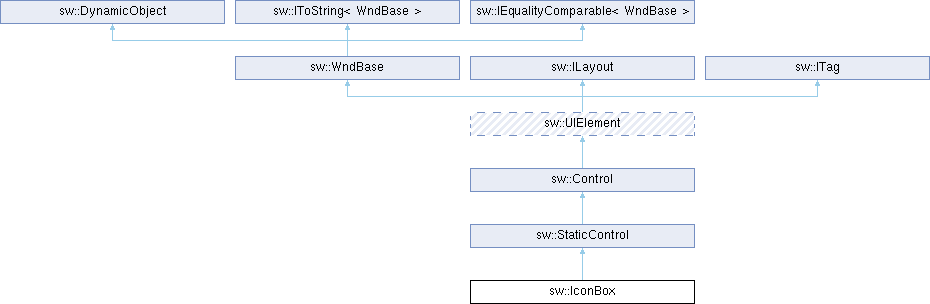 sw::DynamicObject
sw::IToString< WndBase >
sw::IEqualityComparable< WndBase >
sw::WndBase
sw::ILayout
sw::ITag
sw::UIElement
sw::Control
sw::StaticControl
sw::IconBox